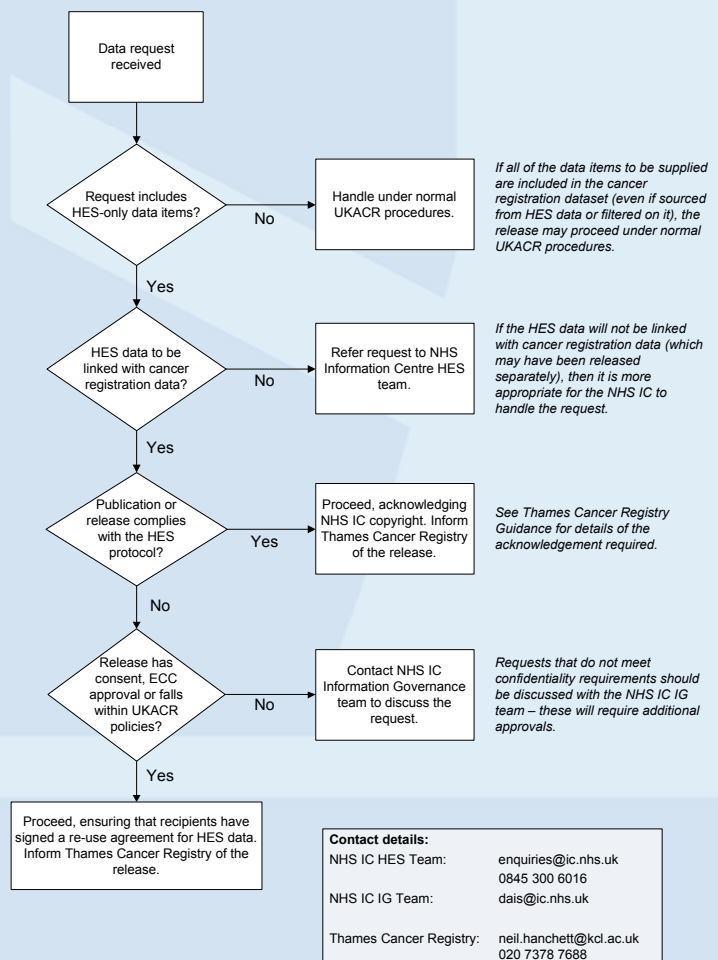 Data request
received
Request includes
HES-only data items?
No
Handle under normal
UKACR procedures.
If all of the data items to be supplied
are included in the cancer
registration dataset (even if sourced
from HES data or filtered on it), the
release may proceed under normal
UKACR procedures.
Yes
HES data to be
linked with cancer
registration data?
No
Refer request to NHS
Information Centre HES
team.
If the HES data will not be linked
with cancer registration data (which
may have been released
separately), then it is more
appropriate for the NHS IC to
handle the request.
Yes
Publication or
release complies
with the HES
protocol?
Yes
Proceed, acknowledging
NHS IC copyright. Inform
Thames Cancer Registry
of the release.
See Thames Cancer Registry
Guidance for details of the
acknowledgement required.
No
Release has
consent, ECC
approval or falls
within UKACR
policies?
No
Contact NHS IC
Information Governance
team to discuss the
request.
Requests that do not meet
confidentiality requirements should
be discussed with the NHS IC IG
team – these will require additional
approvals.
Yes
Proceed, ensuring that recipients have
signed a re-use agreement for HES data.
Inform Thames Cancer Registry of the
release.
Contact details:
NHS IC HES Team: enquiries@ic.nhs.uk
0845 300 6016
NHS IC IG Team: dais@ic.nhs.uk
Thames Cancer Registry: neil.hanchett@kcl.ac.uk
020 7378 7688